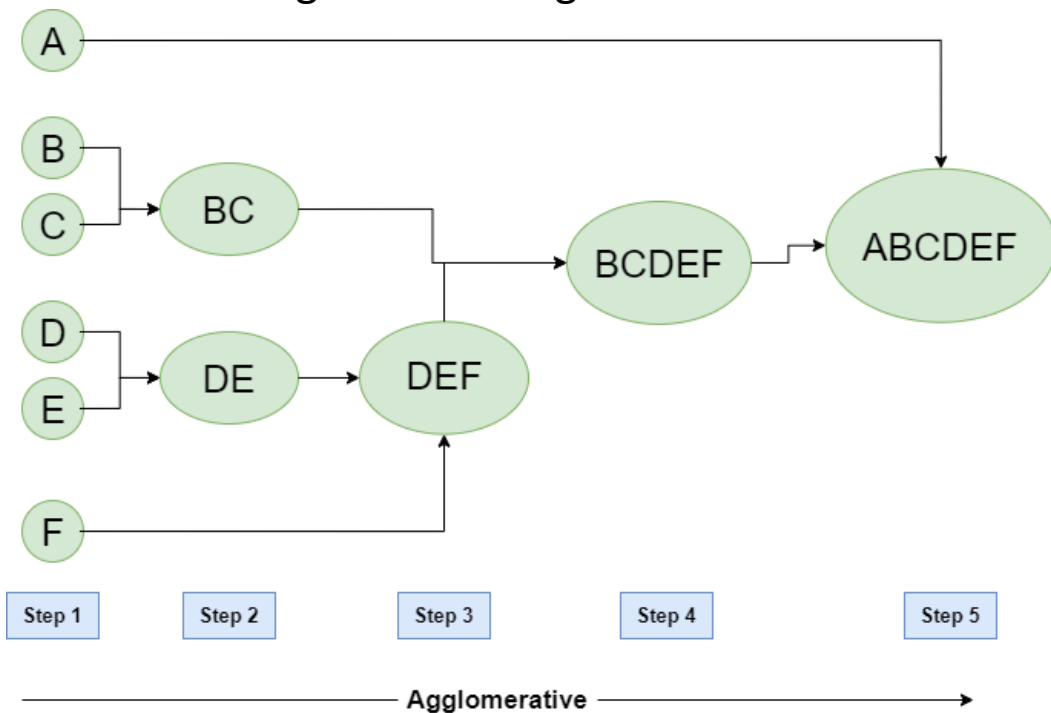 A
B
C
BC
D
E
DE
DEF
F
BCDEF
ABCDEF
Step 1
Step 2
Step 3
Step 4
Step 5
Agglomerative